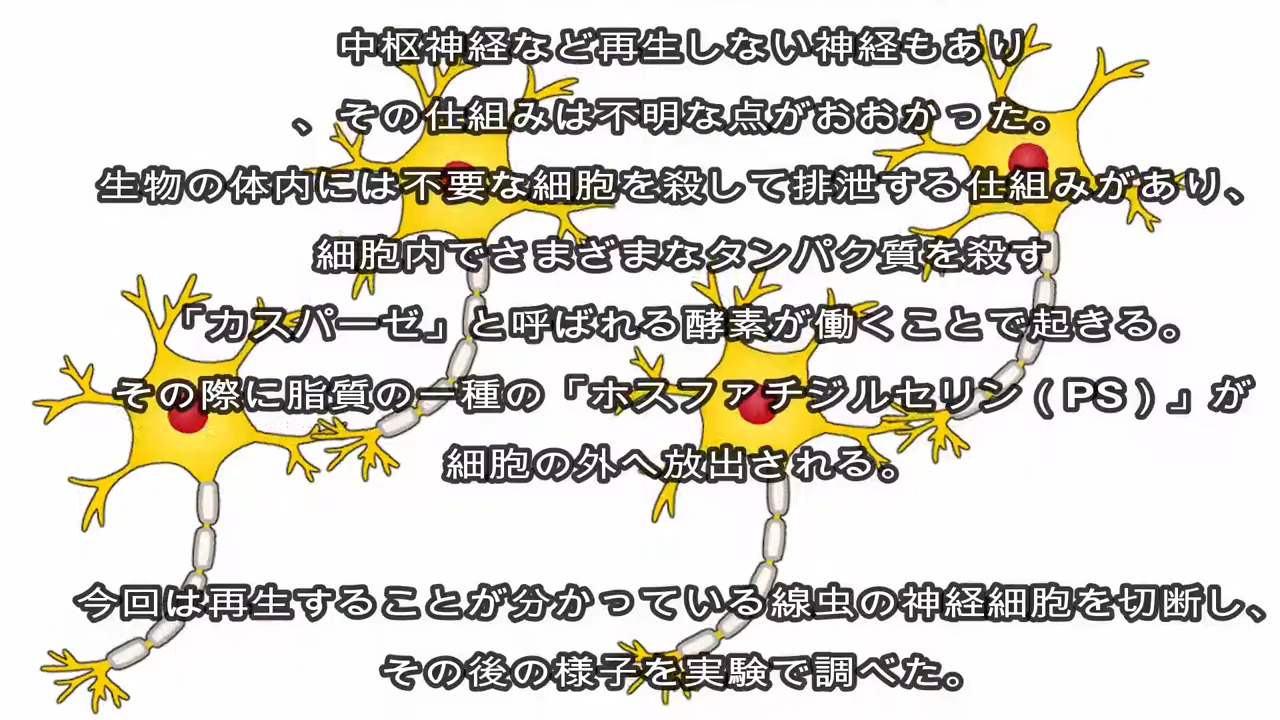 中枢神経など再生しない神経もあり
、その仕組みは不明な点がおおかった。
生物の体内には不要な細胞を殺して排泄する仕組みがあり、
細胞内でさまざまなタンパク質を殺す
「カスパーゼ」と呼ばれる酵素が働くことで起きる。
その際に脂質の一種の「ホスファチジルセリン(PS)」が
細胞の外へ放出される。
今回は再生することが分かっている線虫の神経細胞を切断し、
その後の様子を実験で調べた。